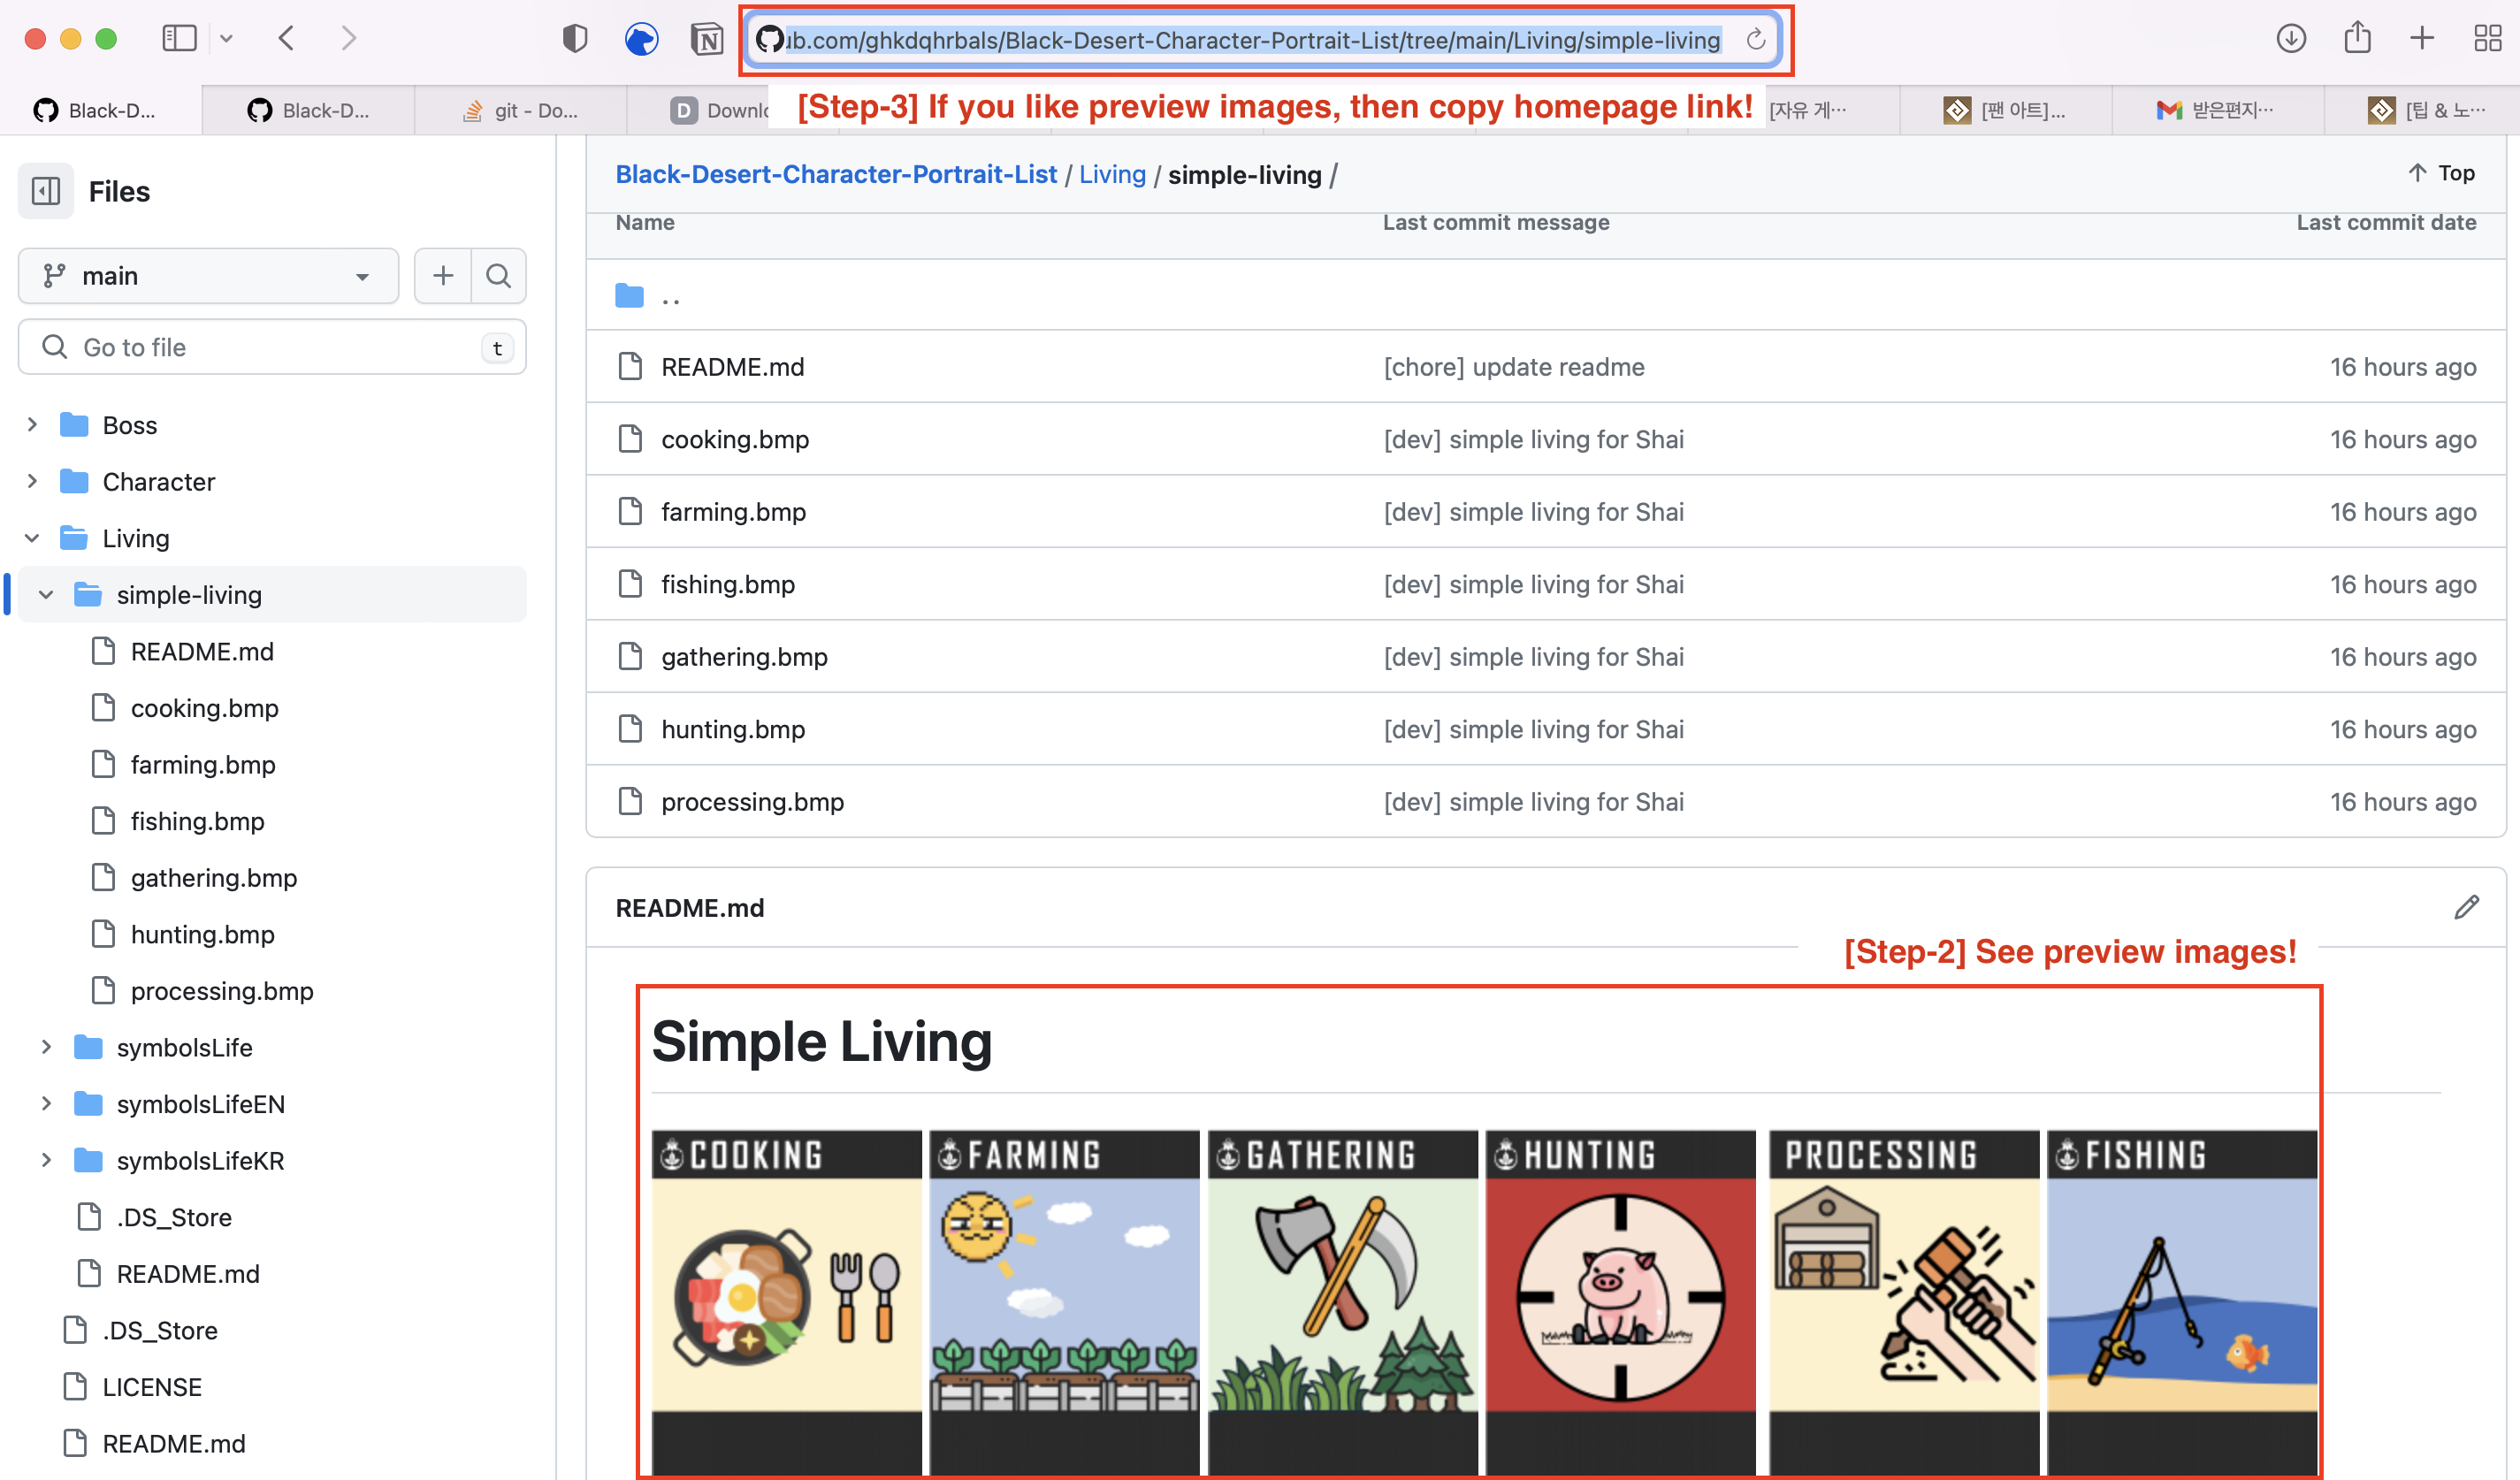 ub.com/ghkdqhrbals/Black-Desert-Character-Portrait-List/tree/main/Living/simple-living
Black-D...
Black-D...
git - Do...
D Downlo
[Step-3] If you like preview images, then copy homepage link!
[자유 게···
[팬 아트]...
받은편지···
[팁 & 노···
Files
main
Go to file
t
Boss
Character
Living
simple-living
README.md
cooking.bmp
farming.bmp
fishing.bmp
gathering.bmp
hunting.bmp
processing.bmp
symbolsLife
symbolsLifeEN
symbolsLifeKR
.DS_Store
README.md
.DS_Store
LICENSE
README.md
Black-Desert-Character-Portrait-List / Living / simple-living /
Top
Name Last commit message Last commit date
..
README.md [chore] update readme 16 hours ago
cooking.bmp [dev] simple living for Shai 16 hours ago
farming.bmp [dev] simple living for Shai 16 hours ago
fishing.bmp [dev] simple living for Shai 16 hours ago
gathering.bmp [dev] simple living for Shai 16 hours ago
hunting.bmp [dev] simple living for Shai 16 hours ago
processing.bmp [dev] simple living for Shai 16 hours ago
README.md
[Step-2] See preview images!
Simple Living
COOKING
FARMING
GATHERING
HUNTING
PROCESSING
FISHING